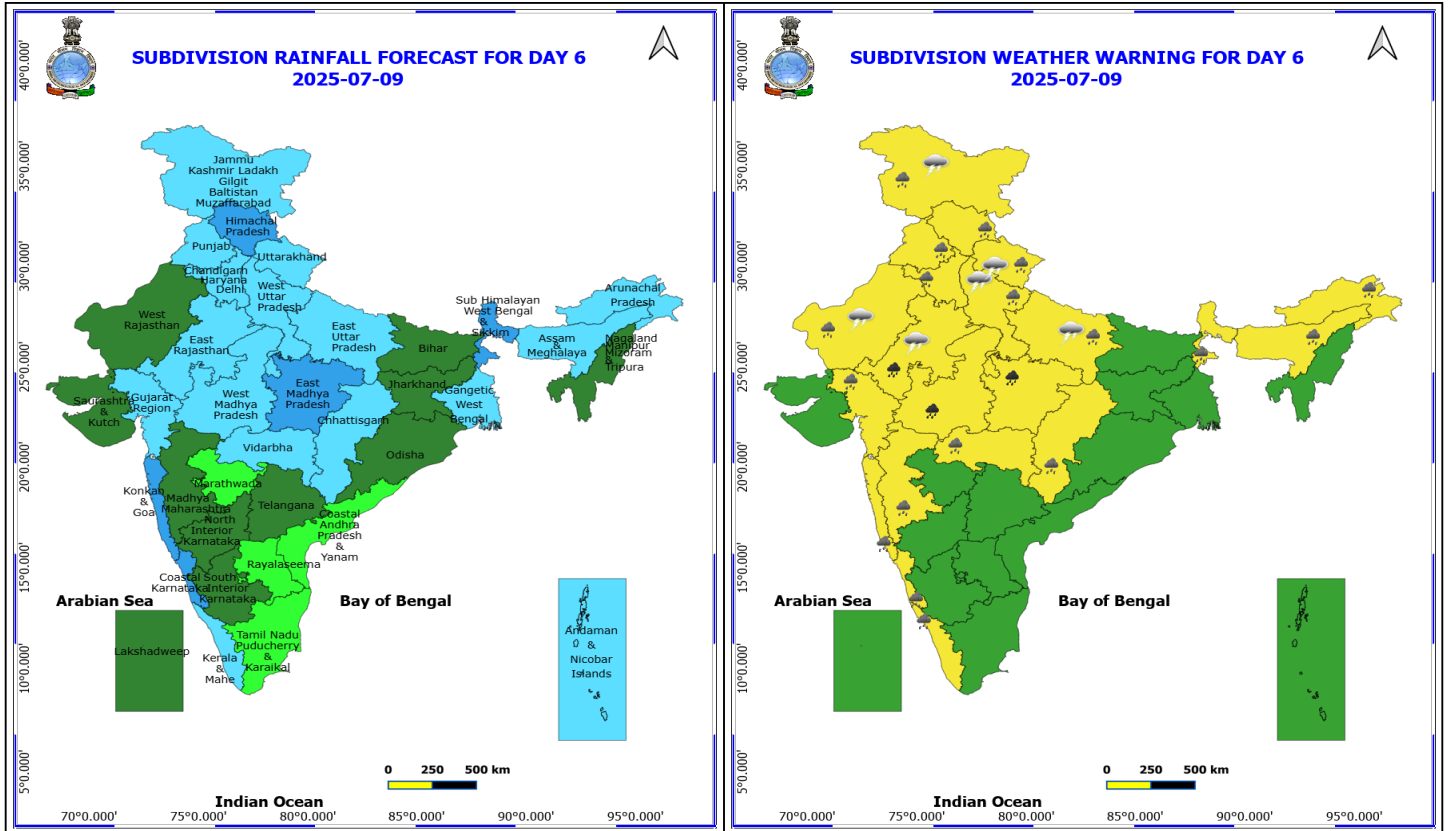 SUBDIVISION RAINFALL FORECAST FOR DAY 6
2025-07-09
40°0.000'
35°0.000'
30°0.000'
25°0.000'
20°0.000'
15°0.000'
10°0.000'
5°0.000'
Jammu
Kashmir Ladakh
Gilgit
Baltistan
Muzaffarabad
Himachal
Pradesh
Punjab
Uttarakhand
Chandigarh
Haryana
Delhi
West
Uttar
Pradesh
West
Rajasthan
East
Rajasthan
East
Uttar
Pradesh
Bihar
Sub Himalayan
West Bengal
&
Sikkim
Arunachal
Pradesh
Assam
&
Meghalaya
Nagaland
Manipur
Mizoram
&
Tripura
Saurashtra
&
Kutch
Gujarat
Region
West
Madhya
Pradesh
East
Madhya
Pradesh
Jharkhand
Gangetic
West
Bengal
Chhattisgarh
Vidarbha
Odisha
Konkan
&
Goa
Madhya
Maharashtra
Marathwada
Telangana
North
Interior
Karnataka
Coastal
Andhra
Pradesh
&
Yanam
Rayalaseema
Coastal
Karnataka
South
Interior
Karnataka
Arabian Sea
Bay of Bengal
Lakshadweep
Kerala
&
Mahe
Tamil Nadu
Puducherry
&
Karaikal
Andaman
&
Nicobar
Islands
0 250 500 km
Indian Ocean
70°0.000' 75°0.000' 80°0.000' 85°0.000' 90°0.000' 95°0.000'
SUBDIVISION WEATHER WARNING FOR DAY 6
2025-07-09
40°0.000'
35°0.000'
30°0.000'
25°0.000'
20°0.000'
15°0.000'
10°0.000'
5°0.000'
Arabian Sea
Bay of Bengal
0 250 500 km
Indian Ocean
70°0.000' 75°0.000' 80°0.000' 85°0.000' 90°0.000' 95°0.000'